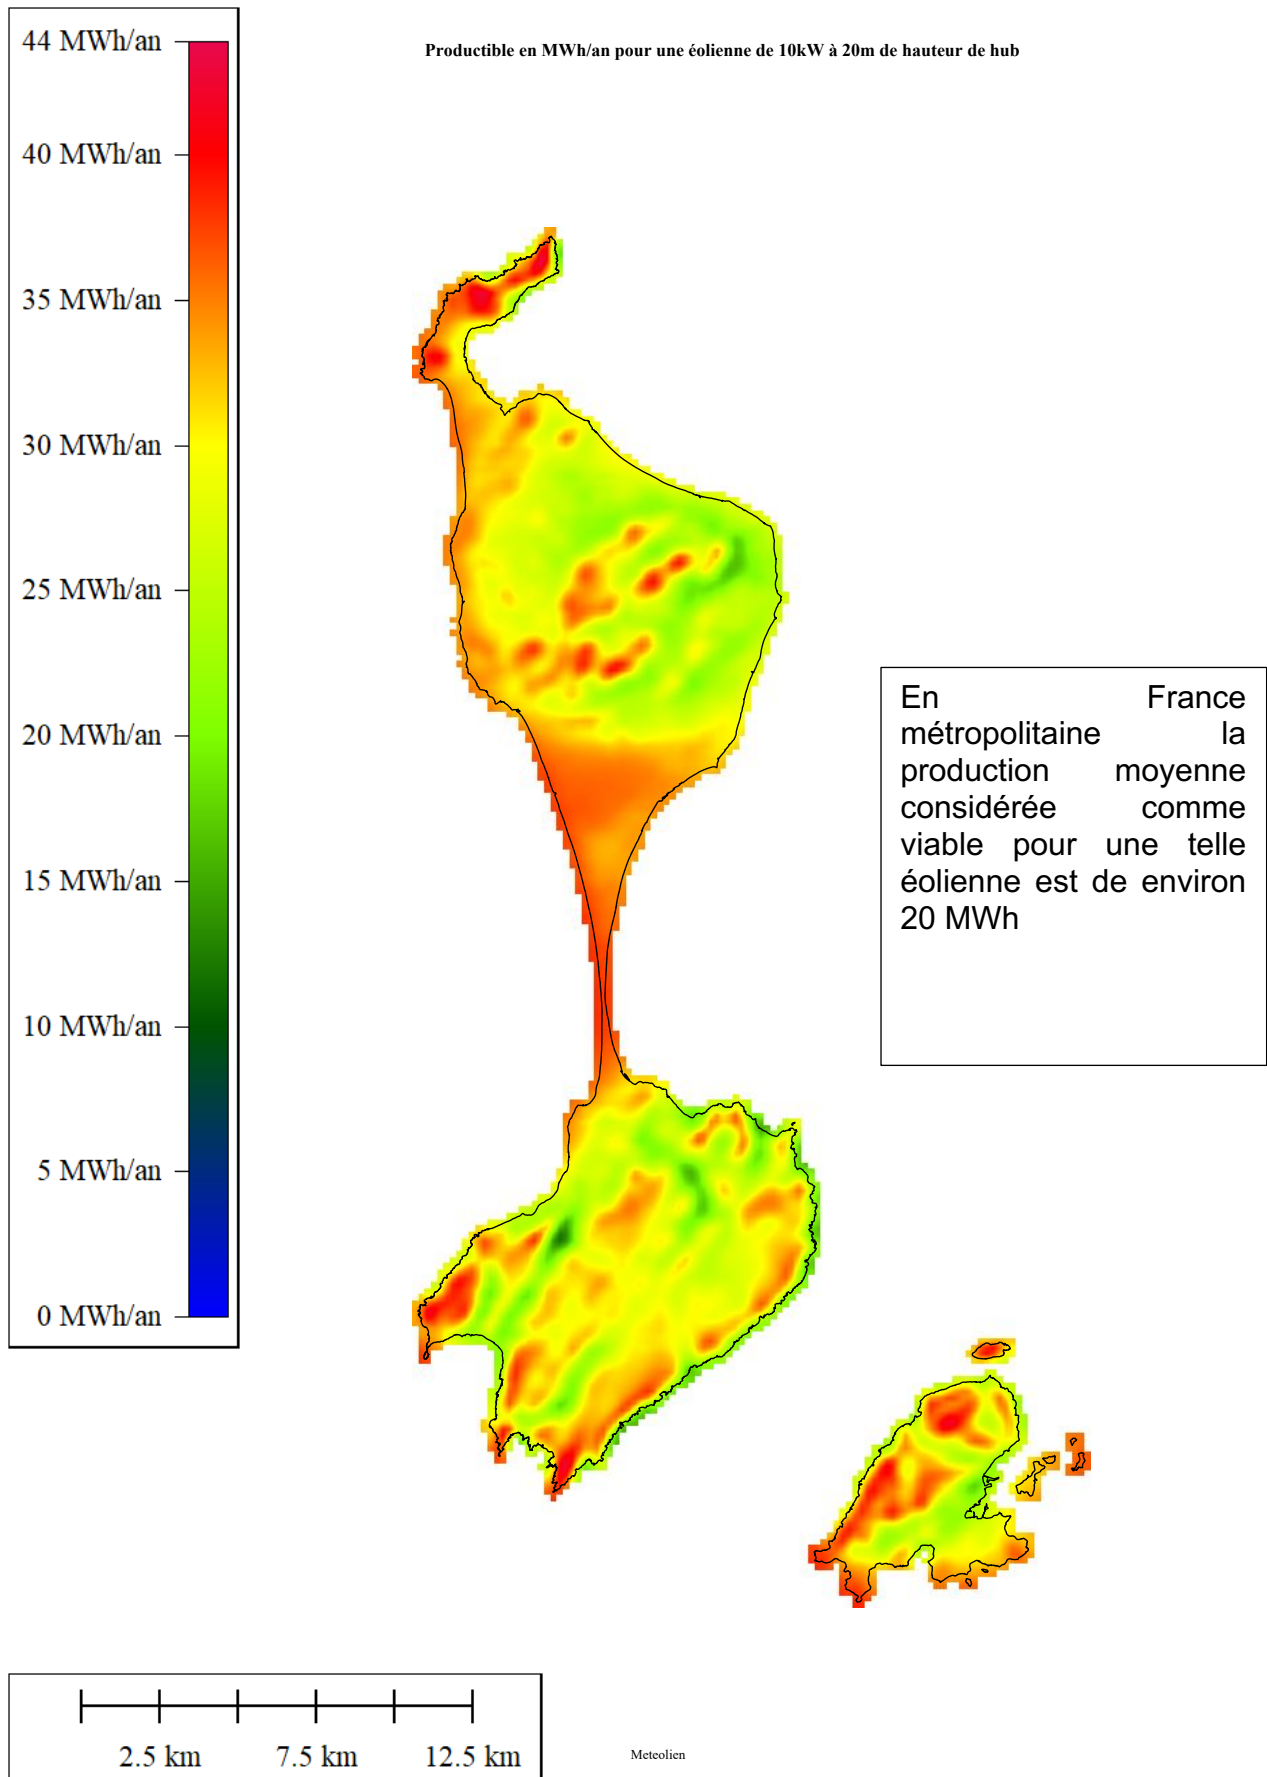 Productible en MWh/an pour une éolienne de 10kW à 20m de hauteur de hub
44 MWh/an
40 MWh/an
35 MWh/an
30 MWh/an
25 MWh/an
20 MWh/an
15 MWh/an
10 MWh/an
5 MWh/an
0 MWh/an
En France
métropolitaine la
production moyenne
considérée comme
viable pour une telle
éolienne est de environ
20 MWh
2.5 km 7.5 km 12.5 km
Meteolien